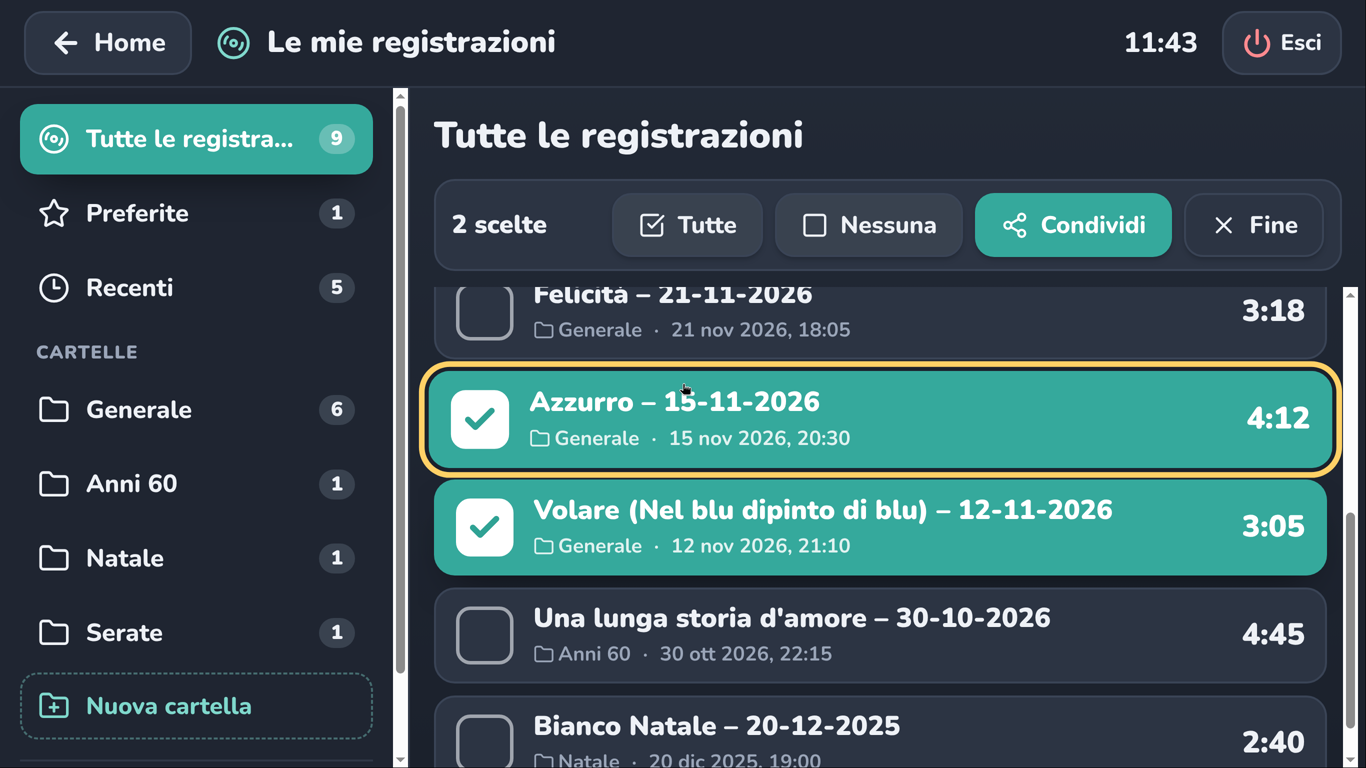 Home
Le mie registrazioni
11:43
Esci
Tutte le registra...
9
Preferite
1
Recenti
5
CARTELLE
Generale
6
Anni 60
1
Natale
1
Serate
1
Nuova cartella
Tutte le registrazioni
2 scelte
Tutte
Nessuna
Condividi
Fine
Felicità – 21-11-2026
Generale · 21 nov 2026, 18:05
3:18
Azzurro – 15-11-2026
Generale · 15 nov 2026, 20:30
4:12
Volare (Nel blu dipinto di blu) – 12-11-2026
Generale · 12 nov 2026, 21:10
3:05
Una lunga storia d'amore – 30-10-2026
Anni 60 · 30 ott 2026, 22:15
4:45
Bianco Natale – 20-12-2025
Natale · 20 dic 2025, 19:00
2:40